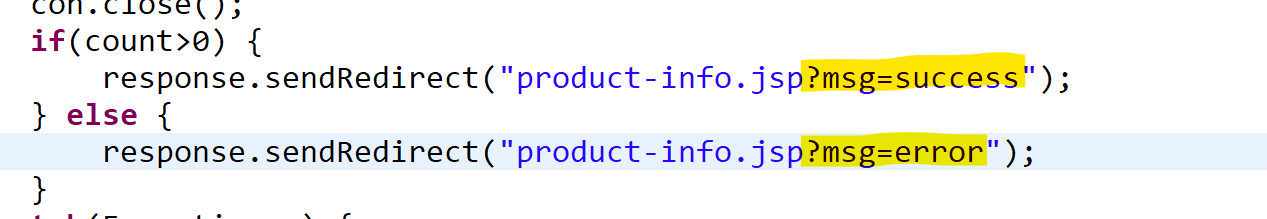 con.close();
if(count>0) {
response.sendRedirect("product-info.jsp?msg=success");
} else {
response.sendRedirect("product-info.jsp?msg=error");
}